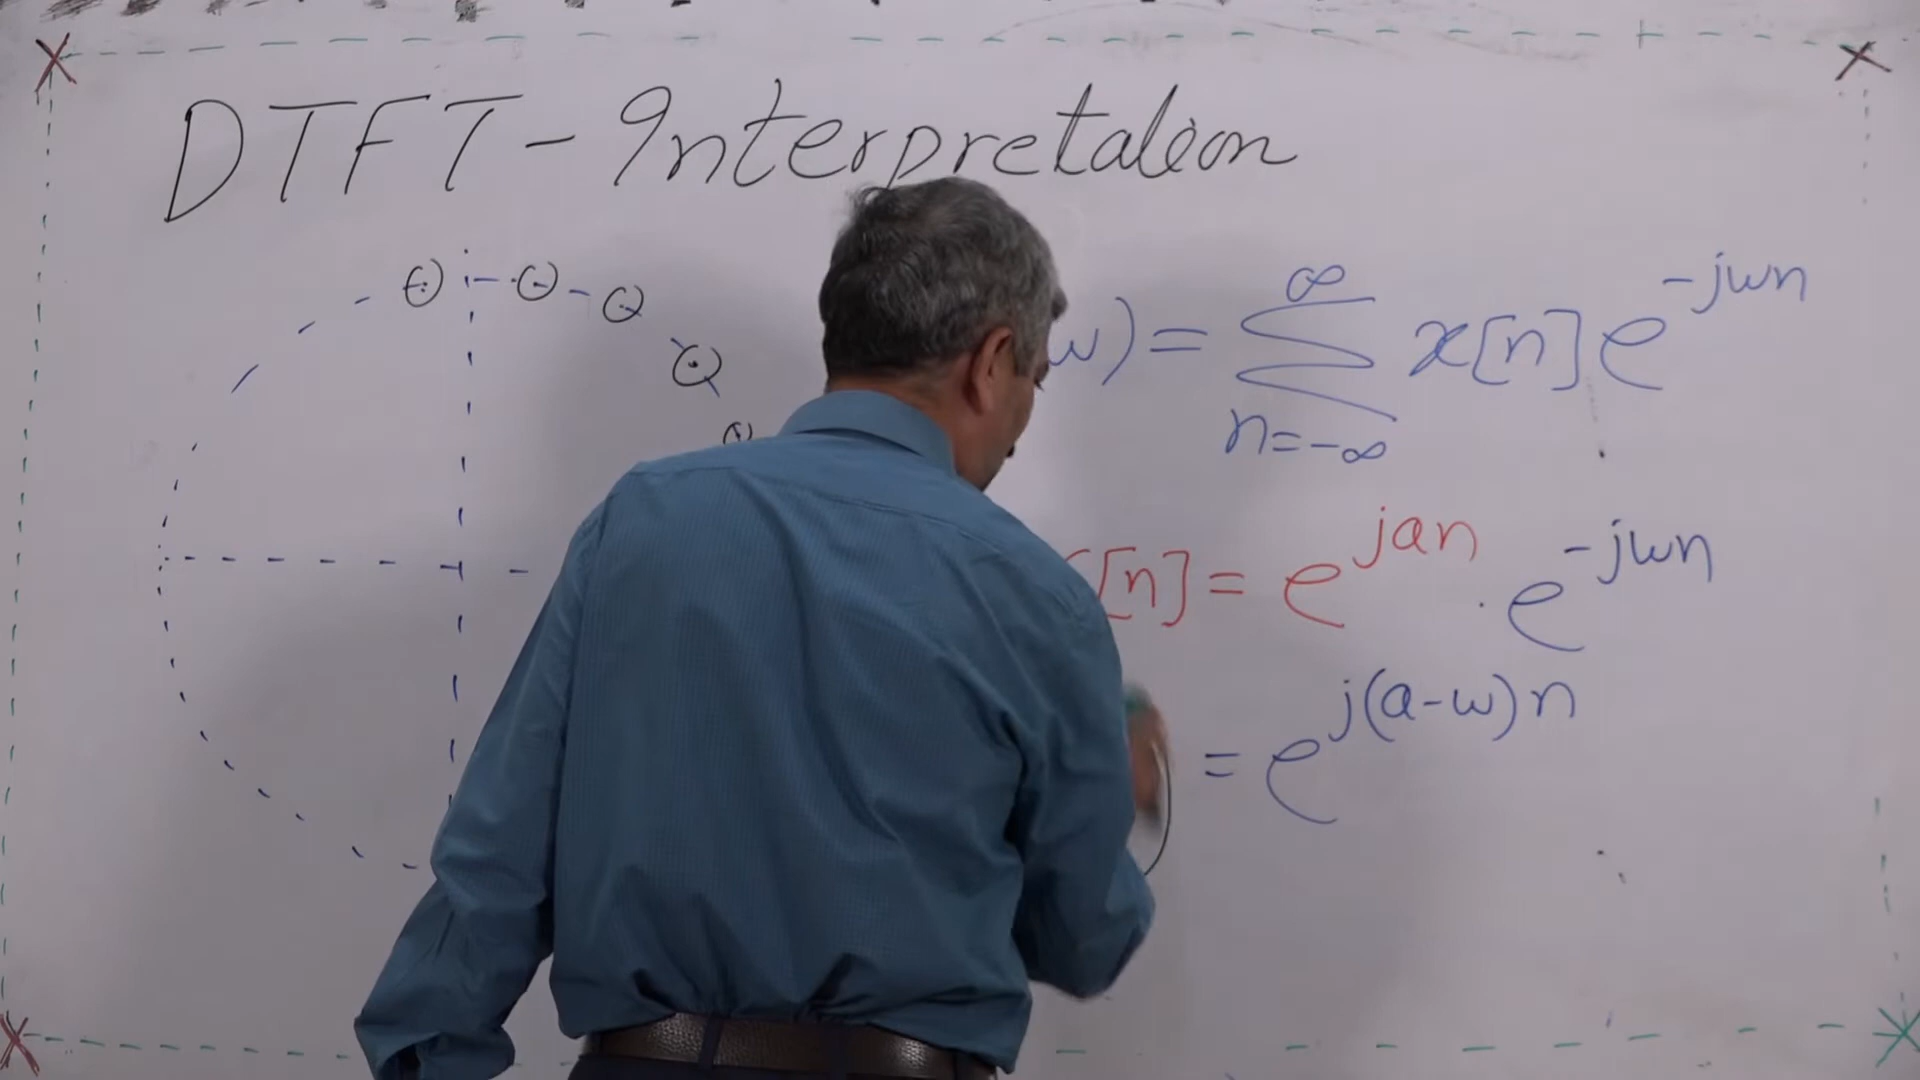 DTFT - Interpretation
ω) = ∞ ∑ n=-∞ x[n] e^-jωn
[n] = e^jan · e^-jωn
= e^j(a-ω)n